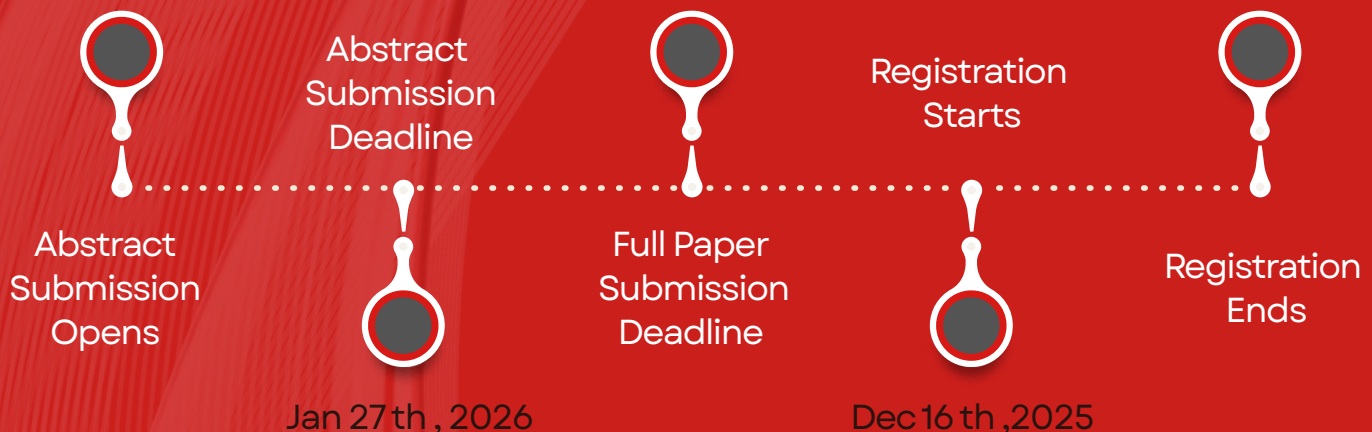 Abstract
Submission
Opens
Abstract
Submission
Deadline
Jan 27 th , 2026
Full Paper
Submission
Deadline
Registration
Starts
Dec 16 th ,2025
Registration
Ends